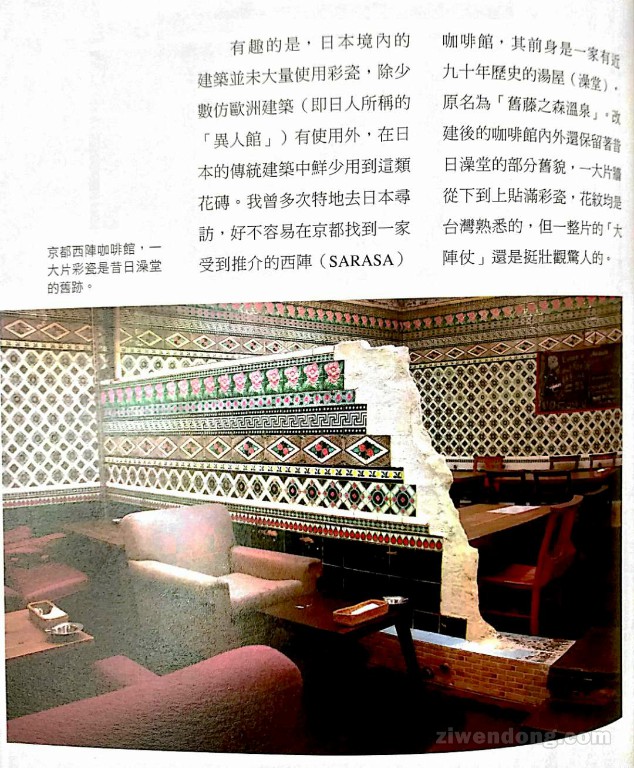 有趣的是，日本境內的
建築並未大量使用彩瓷，除少
數仿歐洲建築（即日人所稱的
「異人館」）有使用外，在日
本的傳統建築中鮮少用到這類
花磚。我曾多次特地去日本尋
訪，好不容易在京都找到一家
受到推介的西陣（SARASA）
咖啡館，其前身是一家有近
九十年歷史的湯屋（澡堂），
原名為「舊藤之森溫泉」。改
建後的咖啡館內外還保留著昔
日澡堂的部分舊貌，一大片牆
從下到上貼滿彩瓷，花紋均是
台灣熟悉的，但一整片的「大
陣仗」還是挺壯觀驚人的。
京都西陣咖啡館，一
大片彩瓷是昔日澡堂
的舊跡。
ziwendong.com